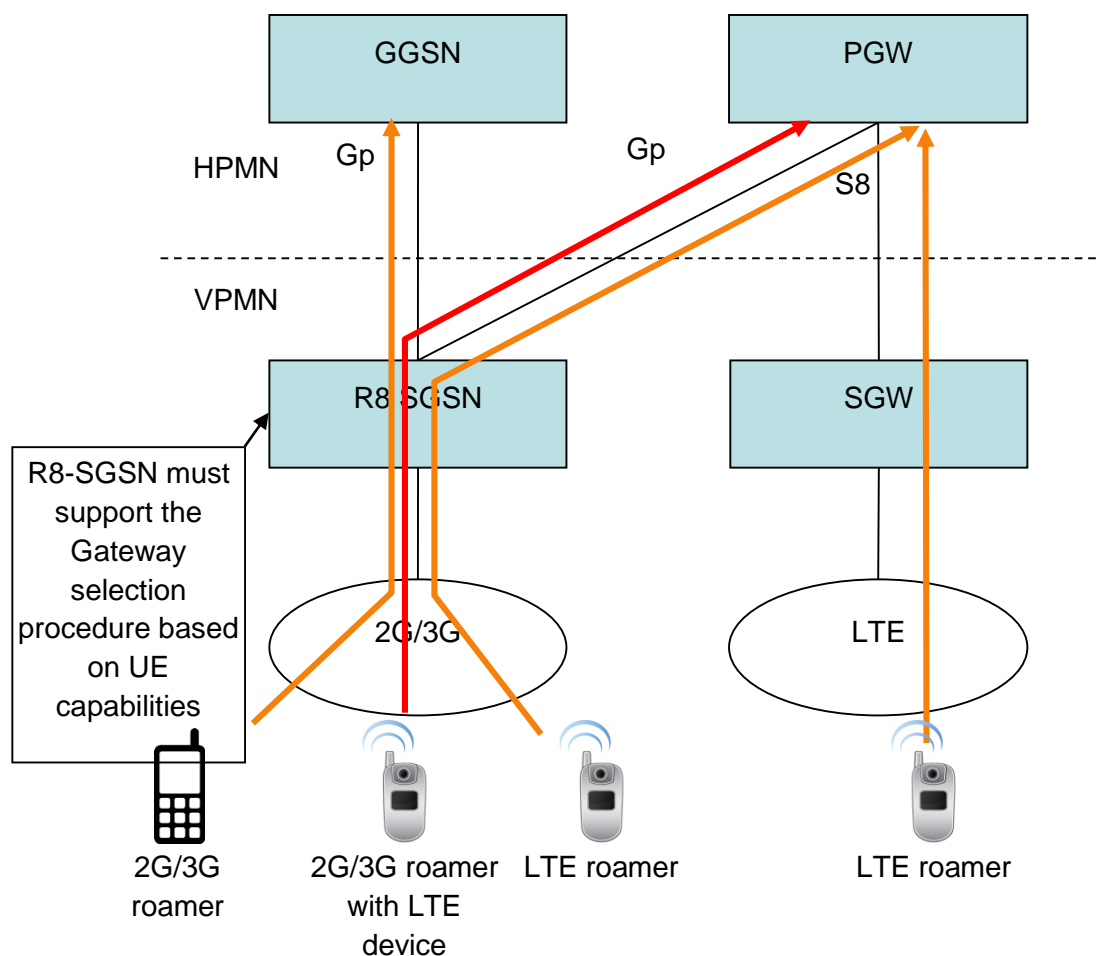 GGSN
PGW
Gp
Gp
HPMN
S8
VPMN
R8 SGSN
SGW
R8-SGSN must
support the
Gateway
selection
procedure based
on UE
capabilities
2G/3G
LTE
2G/3G
roamer
2G/3G roamer
with LTE
device
LTE roamer
LTE roamer